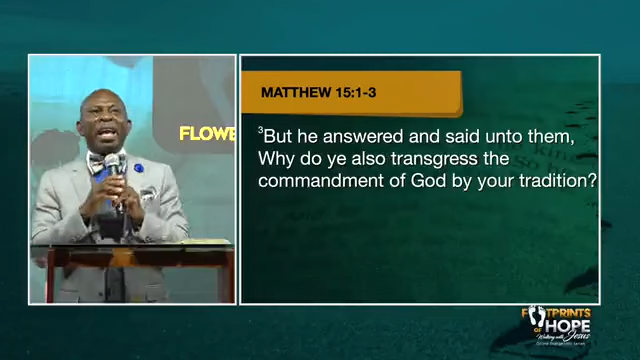 FLOWE
MATTHEW 15:1-3
³But he answered and said unto them,
Why do ye also transgress the
commandment of God by your tradition?
FOOTPRINTS
OF HOPE
Walking with Jesus